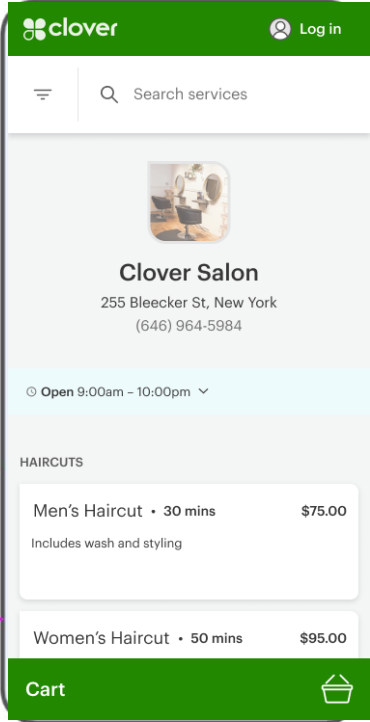 clover
Log in
Search services
Clover Salon
255 Bleecker St, New York
(646) 964-5984
Open 9:00am – 10:00pm
HAIRCUTS
Men’s Haircut • 30 mins $75.00
Includes wash and styling
Women’s Haircut • 50 mins $95.00
Cart